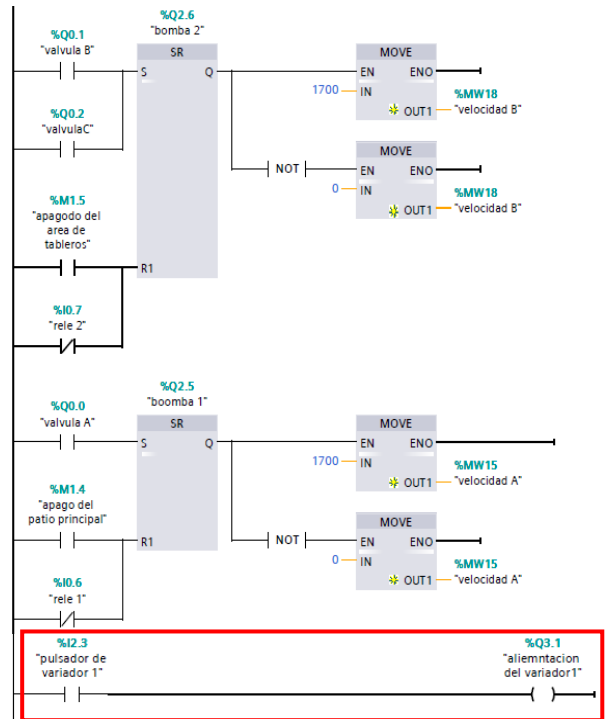 %Q2.6
"bomba 2"
%Q0.1
"valvula B"
SR
MOVE
S
Q
EN
ENO
1700
IN
%MW18
OUT1
"velocidad B"
%Q0.2
"valvulaC"
MOVE
NOT
EN
ENO
0
IN
%MW18
OUT1
"velocidad B"
%M1.5
"apagodo del
area de
tableros"
R1
%I0.7
"rele 2"
%Q2.5
"boomba 1"
%Q0.0
"valvula A"
SR
MOVE
S
Q
EN
ENO
1700
IN
%MW15
OUT1
"velocidad A"
%M1.4
"apago del
patio principal"
MOVE
R1
NOT
EN
ENO
0
IN
%MW15
OUT1
"velocidad A"
%I0.6
"rele 1"
%I2.3
"pulsador de
variador 1"
%Q3.1
"aliemntacion
del variador1"